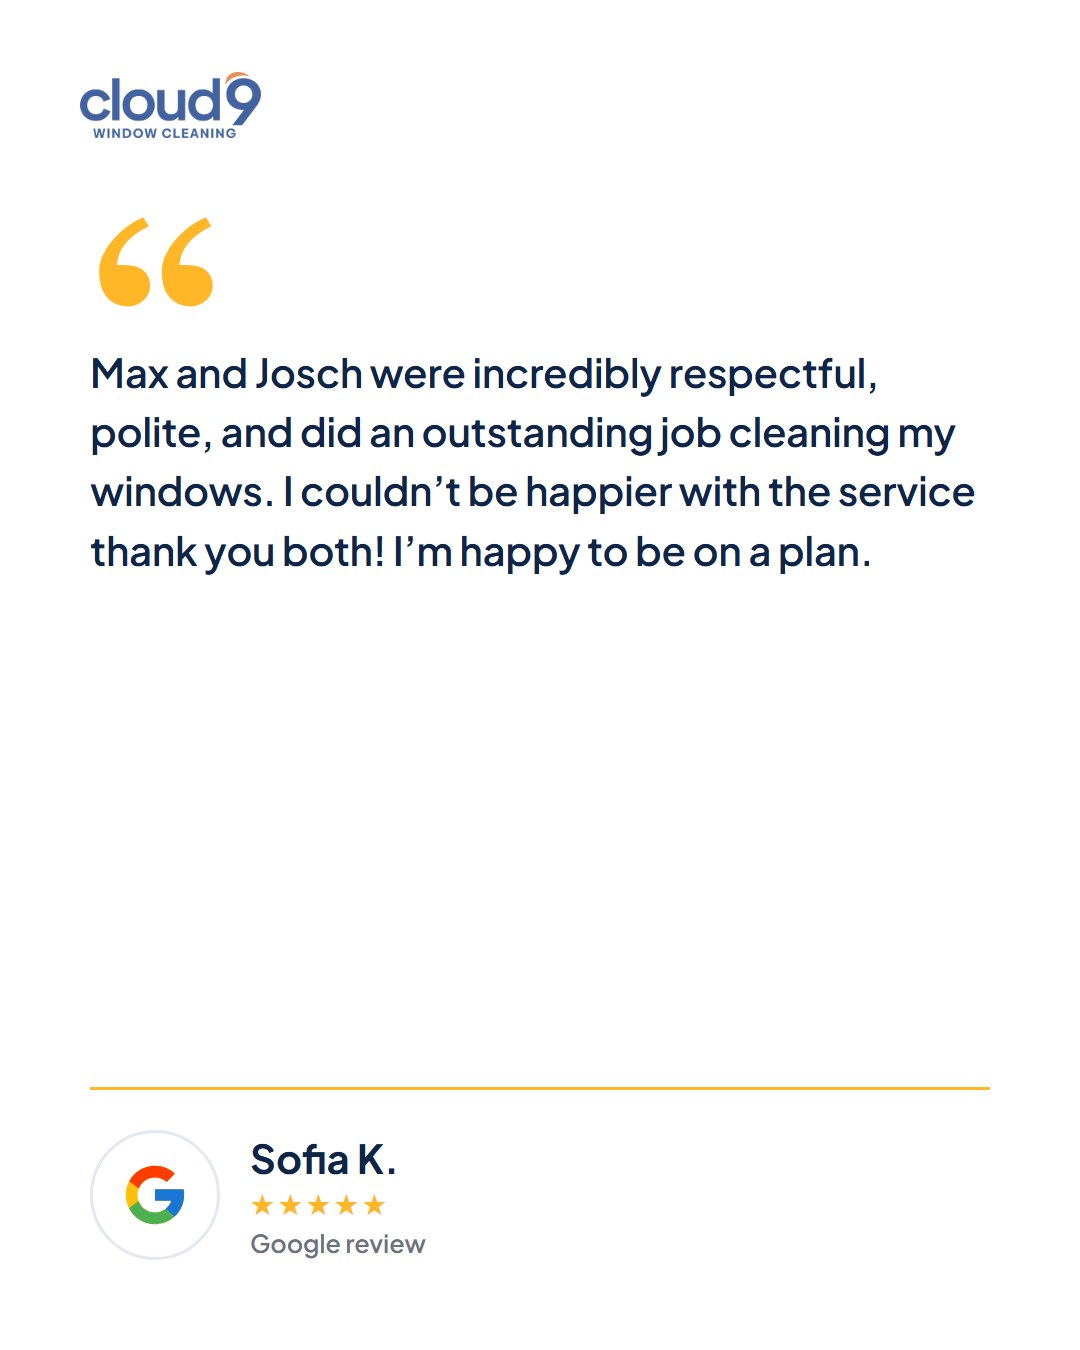 cloud9
WINDOW CLEANING
“
Max and Josch were incredibly respectful,
polite, and did an outstanding job cleaning my
windows. I couldn’t be happier with the service
thank you both! I’m happy to be on a plan.
G
Sofia K.
★★★★★
Google review